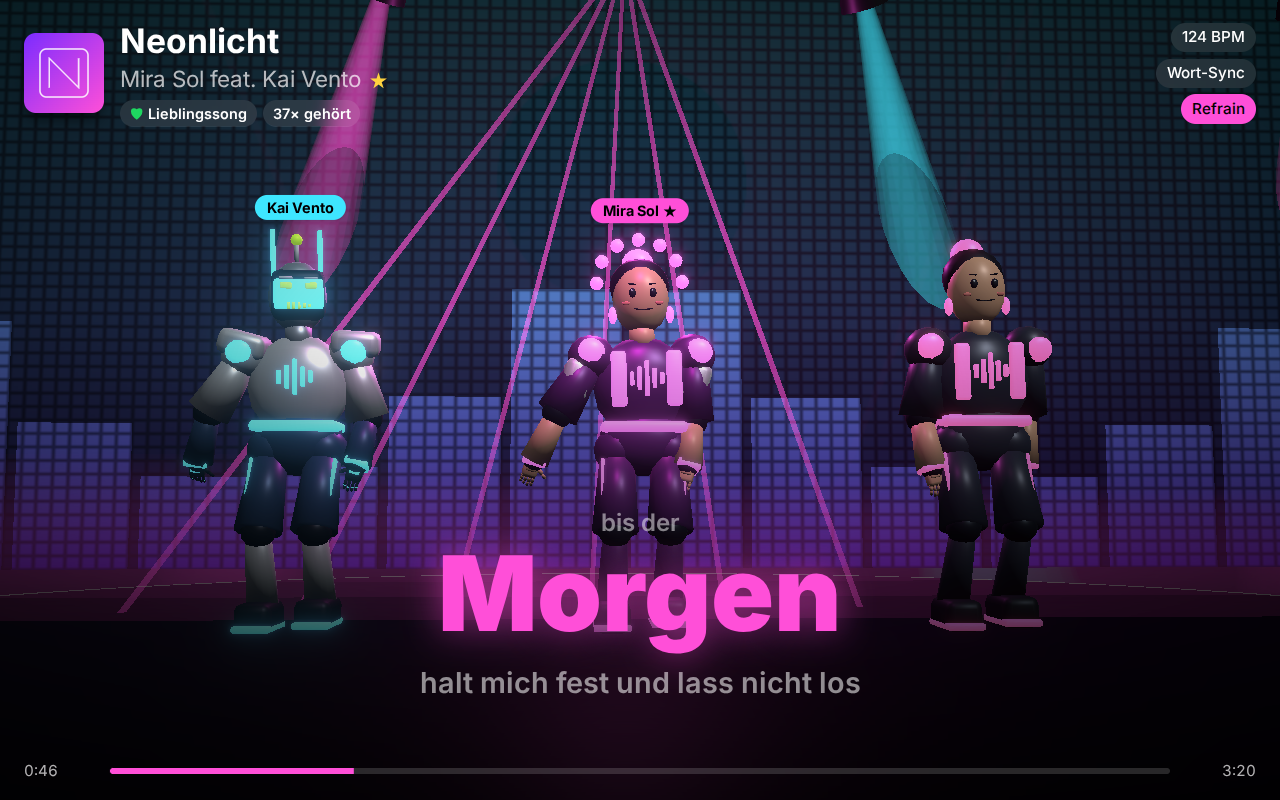 Neonlicht
Mira Sol feat. Kai Vento ★
Lieblingssong
37× gehört
124 BPM
Wort-Sync
Refrain
Kai Vento
Mira Sol ★
bis der
Morgen
halt mich fest und lass nicht los
0:46
3:20